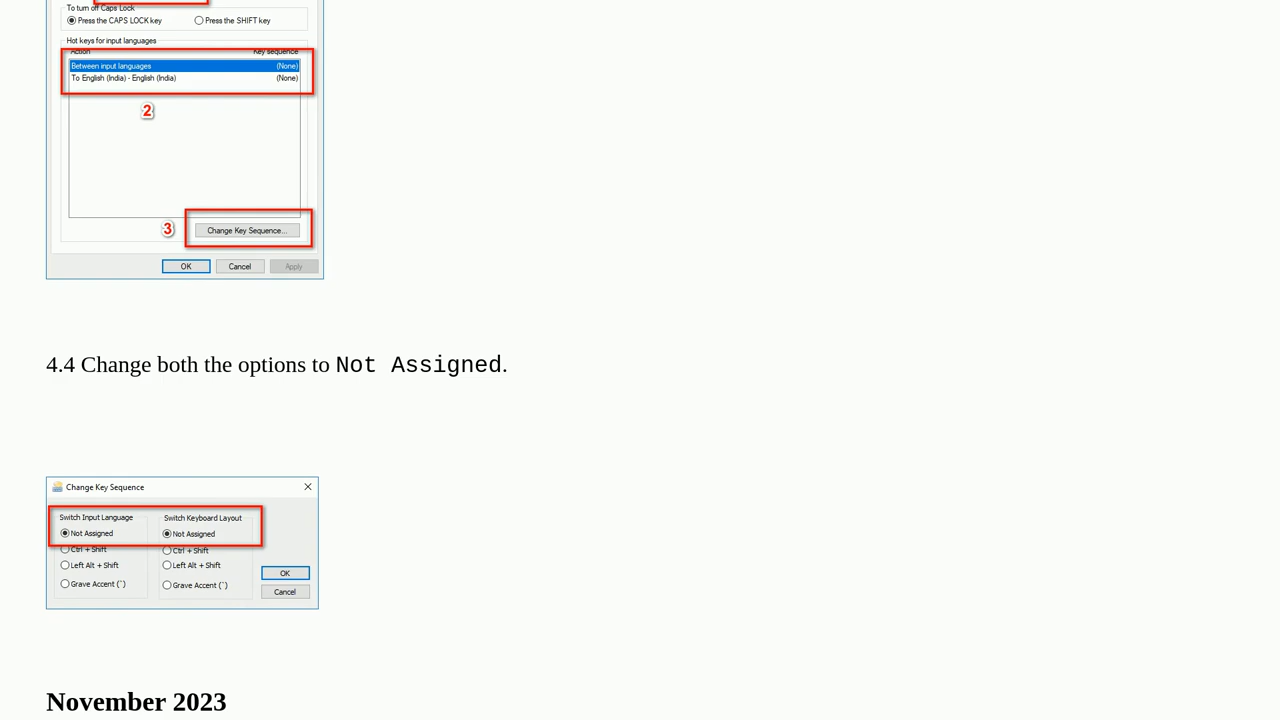 To turn off Caps Lock
Press the CAPS LOCK key Press the SHIFT key
Hot keys for input languages
Action Key sequence
Between input languages (None)
To English (India) - English (India) (None)
2
3
Change Key Sequence...
OK Cancel Apply
4.4 Change both the options to Not Assigned.
Change Key Sequence
Switch Input Language Switch Keyboard Layout
Not Assigned Not Assigned
Ctrl + Shift Ctrl + Shift
Left Alt + Shift Left Alt + Shift
OK
Grave Accent (`) Grave Accent (`)
Cancel
November 2023